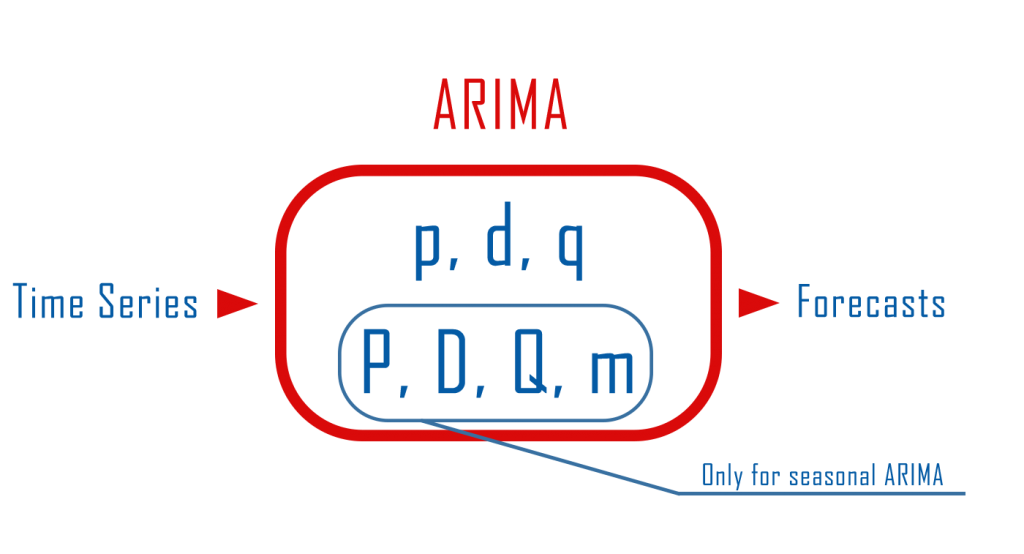 ARIMA
p, d, q
Time Series
Forecasts
P, D, Q, m
Only for seasonal ARIMA